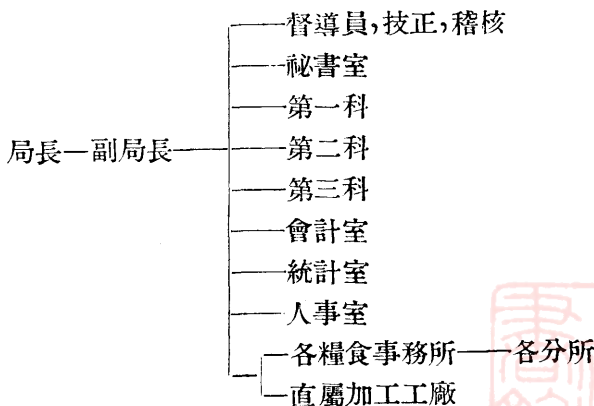 督導員,技正,稽核
祕書室
第一科
局長—副局長
第二科
第三科
會計室
統計室
人事室
各糧食事務所——各分所
直屬加工工廠